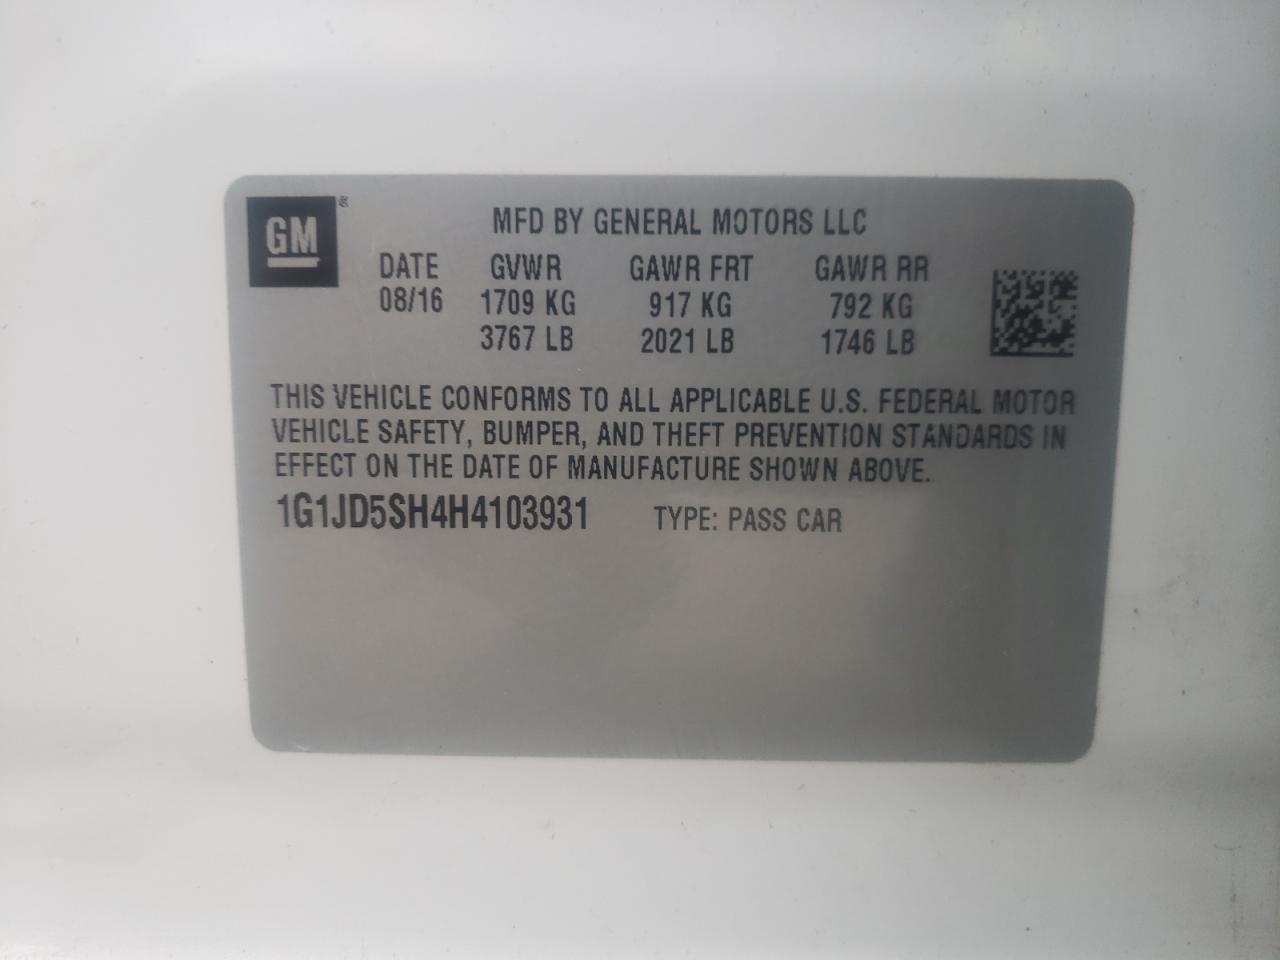 GM
MFD BY GENERAL MOTORS LLC
DATE GVWR GAWR FRT GAWR RR
08/16 1709 KG 917 KG 792 KG
3767 LB 2021 LB 1746 LB
THIS VEHICLE CONFORMS TO ALL APPLICABLE U.S. FEDERAL MOTOR
VEHICLE SAFETY, BUMPER, AND THEFT PREVENTION STANDARDS IN
EFFECT ON THE DATE OF MANUFACTURE SHOWN ABOVE.
1G1JD5SH4H4103931 TYPE: PASS CAR